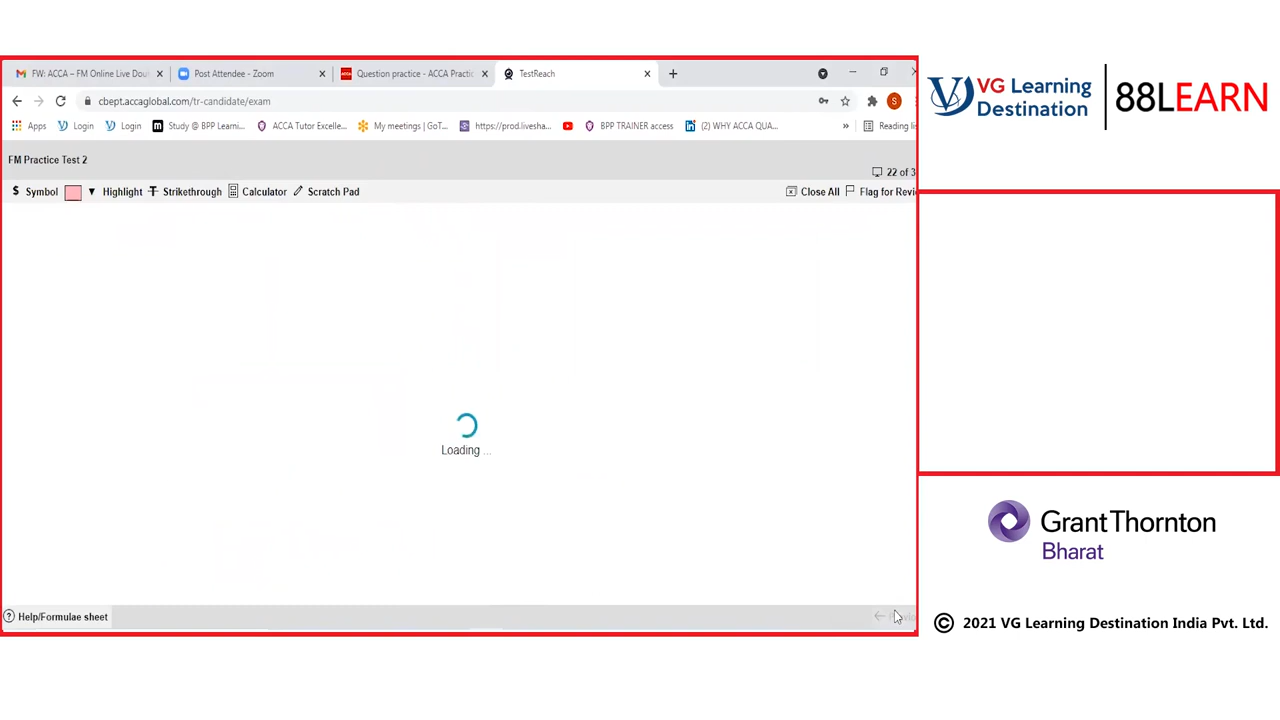 FW: ACCA – FM Online Live Dou
Post Attendee - Zoom
Question practice - ACCA Practic
TestReach
cbept.accaglobal.com/tr-candidate/exam
Apps
Login
Login
Study @ BPP Learni...
ACCA Tutor Excelle...
My meetings | GoT...
https://prod.livesha...
BPP TRAINER access
(2) WHY ACCA QUA...
»
Reading lis
FM Practice Test 2
22 of 3
$ Symbol
Highlight
Strikethrough
Calculator
Scratch Pad
Close All
Flag for Revie
Loading ...
Help/Formulae sheet
VG Learning
Destination
88LEARN
Grant Thornton
Bharat
© 2021 VG Learning Destination India Pvt. Ltd.